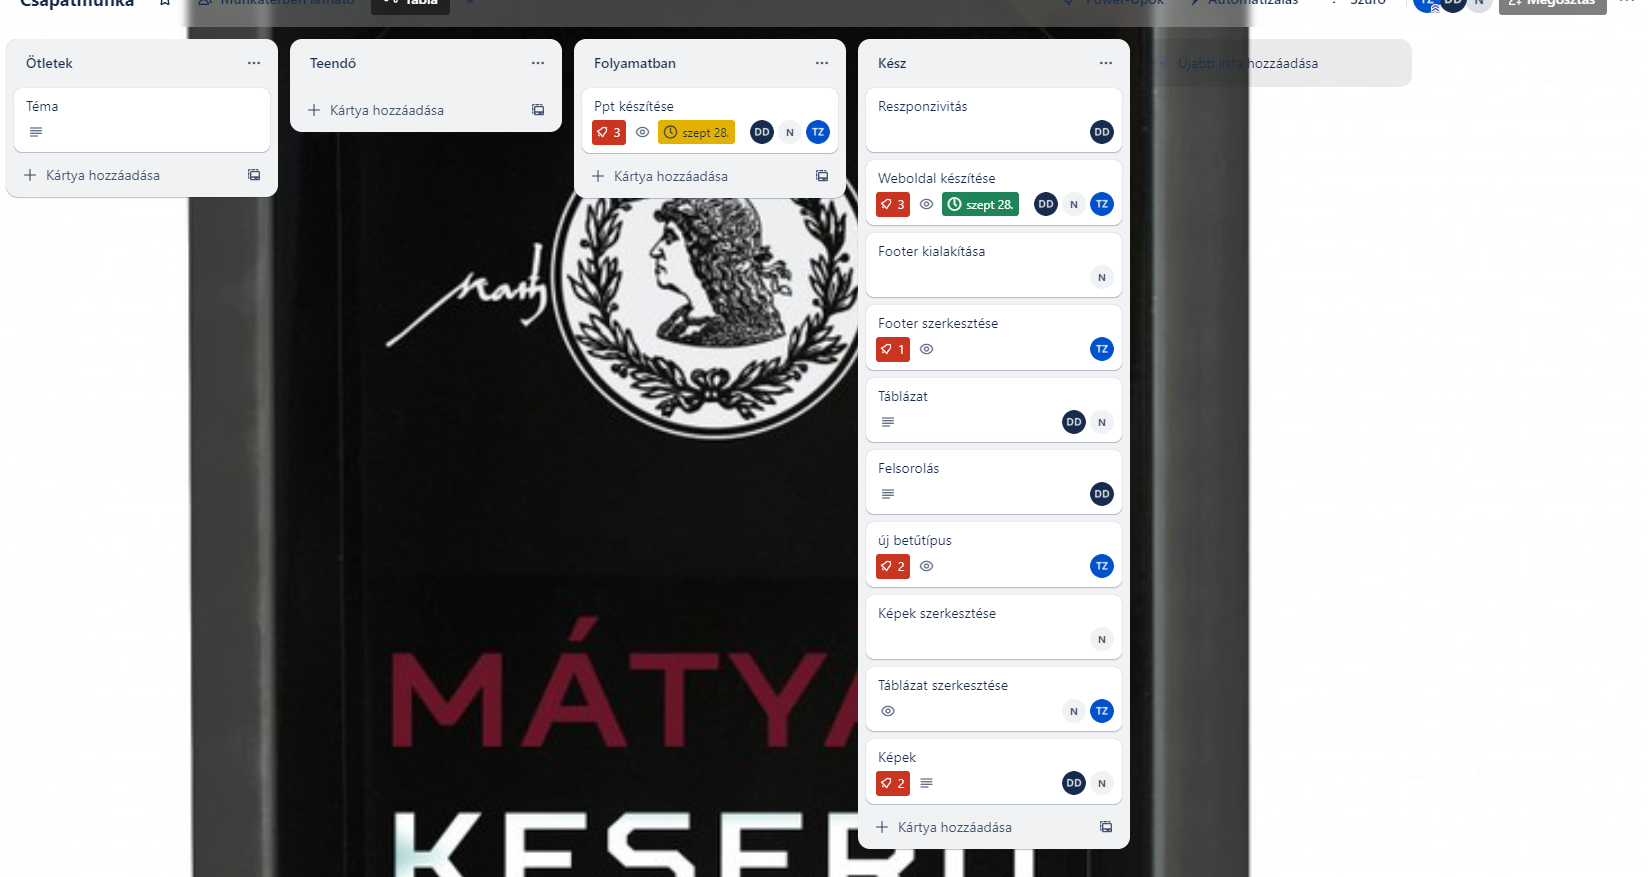 Csapatmunka
Munkatérben látható
Tábla
Power-Upok
Automatizálás
Szűrő
TZ
DD
N
Megosztás
Ötletek
Téma
Kártya hozzáadása
Teendő
Kártya hozzáadása
Folyamatban
Ppt készítése
3 szept 28. DD N TZ
Kártya hozzáadása
Kész
Reszponzivitás
DD
Weboldal készítése
3 szept 28. DD N TZ
Footer kialakítása
N
Footer szerkesztése
1 TZ
Táblázat
DD N
Felsorolás
DD
új betűtípus
2 TZ
Képek szerkesztése
N
Táblázat szerkesztése
N TZ
Képek
2 DD N
Kártya hozzáadása
Újabb lista hozzáadása
MÁTYA